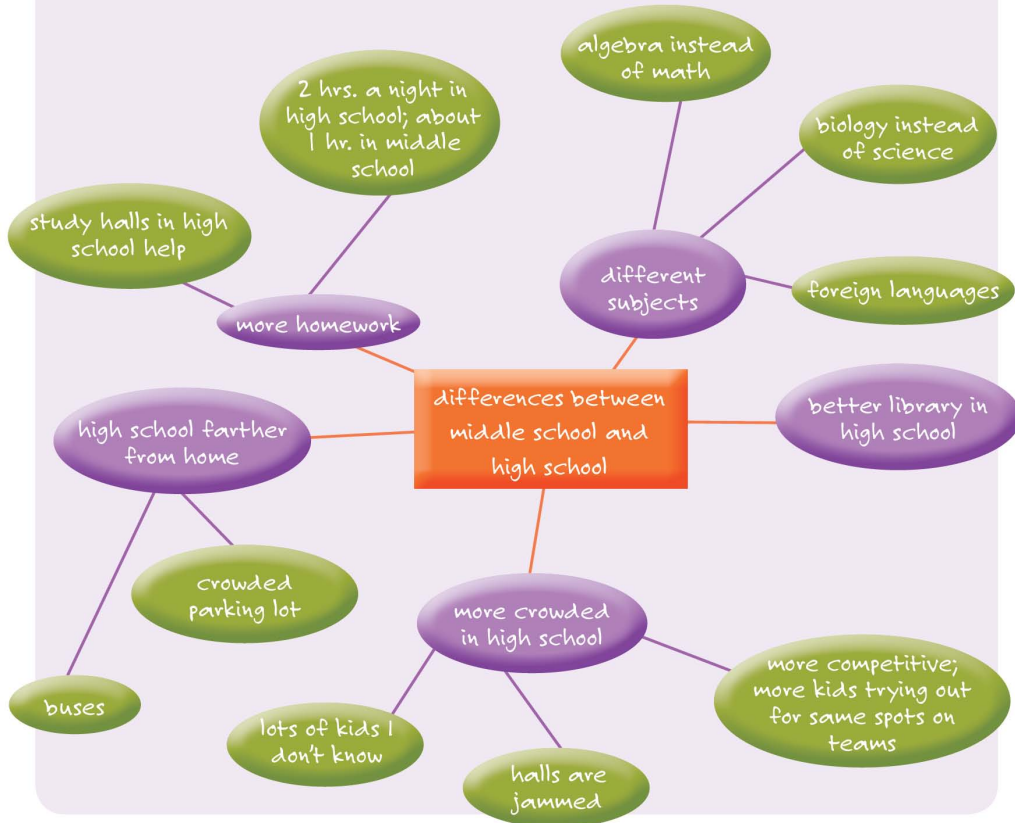 algebra instead
of math
2 hrs. a night in
high school; about
1 hr. in middle
school
biology instead
of science
study halls in high
school help
different
subjects
foreign languages
more homework
differences between
middle school and
high school
better library in
high school
high school farther
from home
crowded
parking lot
more crowded
in high school
more competitive;
more kids trying out
for same spots on
teams
buses
lots of kids I
don't know
halls are
jammed